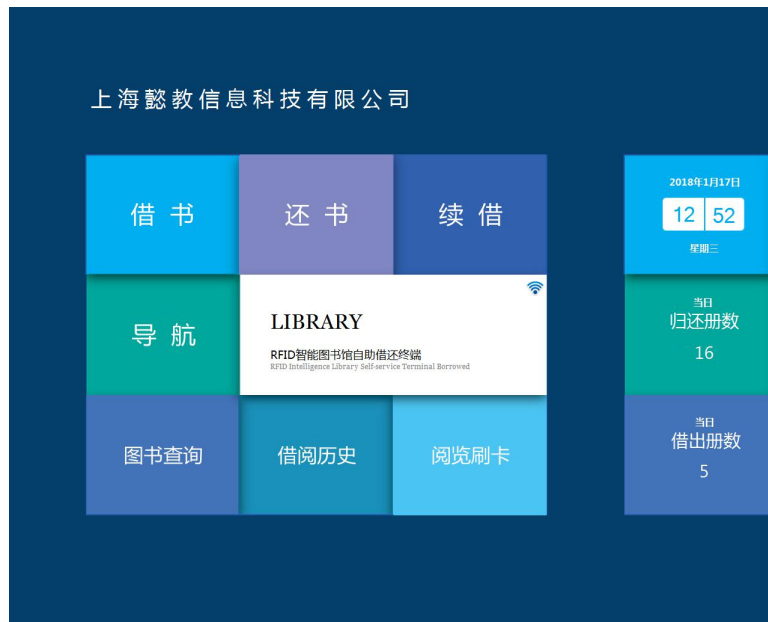 上海懿教信息科技有限公司
借书
还书
续借
导航
LIBRARY
RFID智能图书馆自助借还终端
RFID Intelligence Library Self-service Terminal Borrowed
图书查询
借阅历史
阅览刷卡
2018年1月17日
12 52
星期三
当日
归还册数
16
当日
借出册数
5